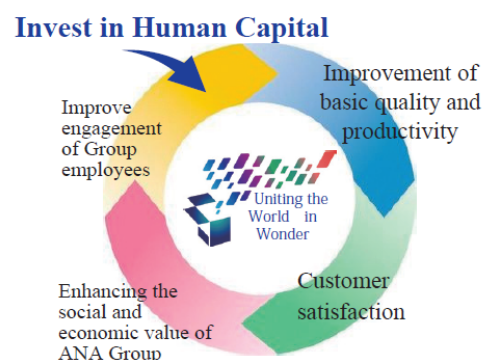 Invest in Human Capital
Improvement of
basic quality and
productivity
Improve
engagement
of Group
employees
Uniting the
World in
Wonder
Customer
satisfaction
Enhancing the
social and
economic value of
ANA Group